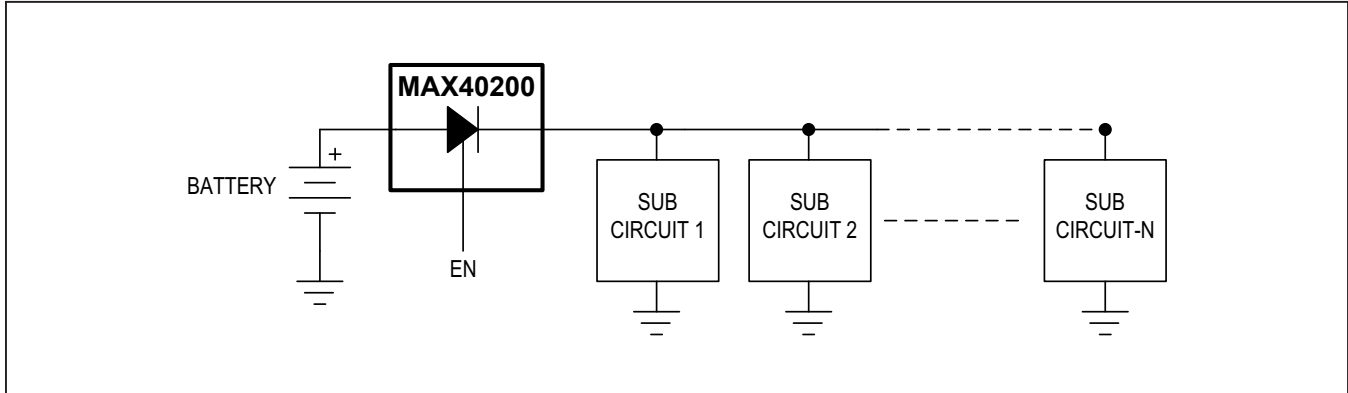 MAX40200
+
BATTERY
EN
SUB
CIRCUIT 1
SUB
CIRCUIT 2
SUB
CIRCUIT-N